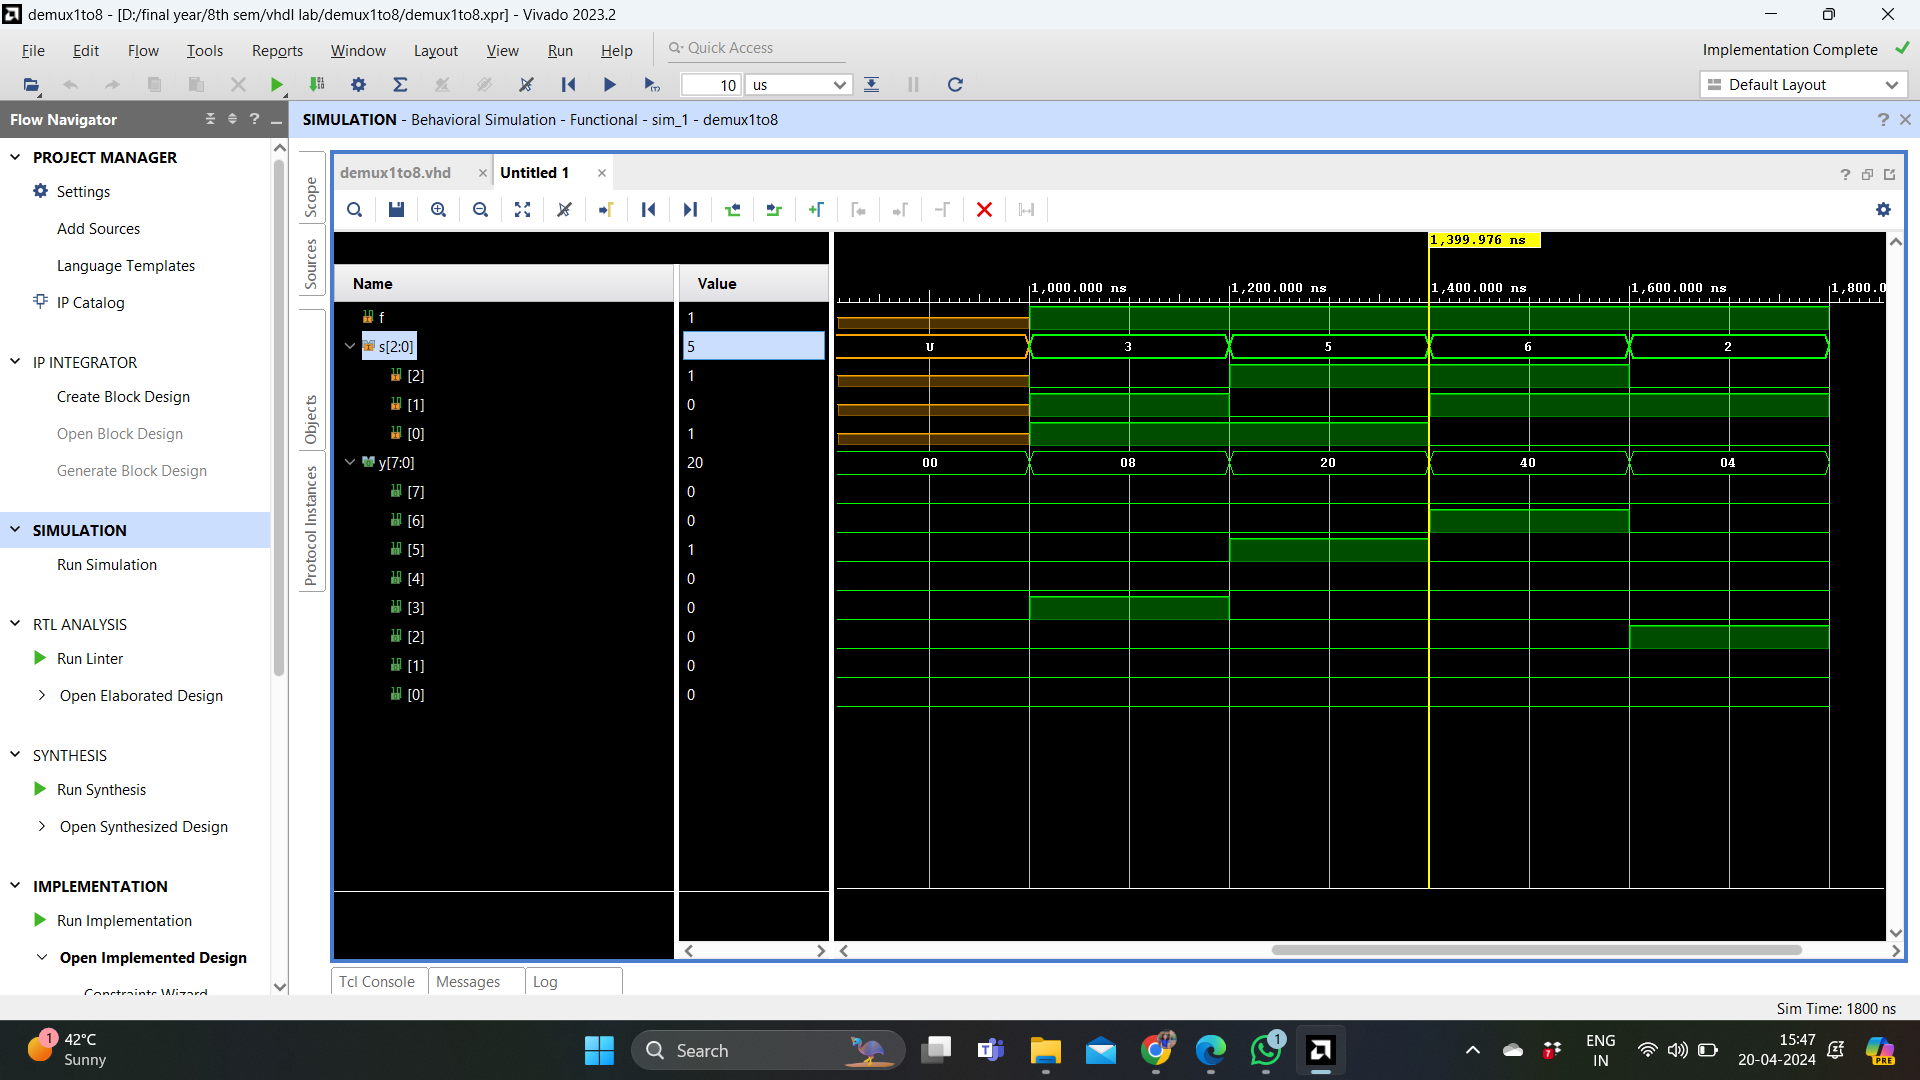 demux1to8 - [D:/final year/8th sem/vhdl lab/demux1to8/demux1to8.xpr] - Vivado 2023.2
File Edit Flow Tools Reports Window Layout View Run Help Quick Access Implementation Complete
10 us Default Layout
Flow Navigator
SIMULATION - Behavioral Simulation - Functional - sim_1 - demux1to8
PROJECT MANAGER
Settings
Add Sources
Language Templates
IP Catalog
IP INTEGRATOR
Create Block Design
Open Block Design
Generate Block Design
SIMULATION
Run Simulation
RTL ANALYSIS
Run Linter
Open Elaborated Design
SYNTHESIS
Run Synthesis
Open Synthesized Design
IMPLEMENTATION
Run Implementation
Open Implemented Design
Constraints Wizard
Scope
Sources
Objects
Protocol Instances
demux1to8.vhd Untitled 1
1,399.976 ns
Name Value
1,000.000 ns 1,200.000 ns 1,400.000 ns 1,600.000 ns 1,800.0
f 1
s[2:0] 5 U 3 5 6 2
[2] 1
[1] 0
[0] 1
y[7:0] 20 00 08 20 40 04
[7] 0
[6] 0
[5] 1
[4] 0
[3] 0
[2] 0
[1] 0
[0] 0
Tcl Console Messages Log
Sim Time: 1800 ns
1 42°C
Sunny
Search
1
7
ENG
IN
15:47
20-04-2024
PRE